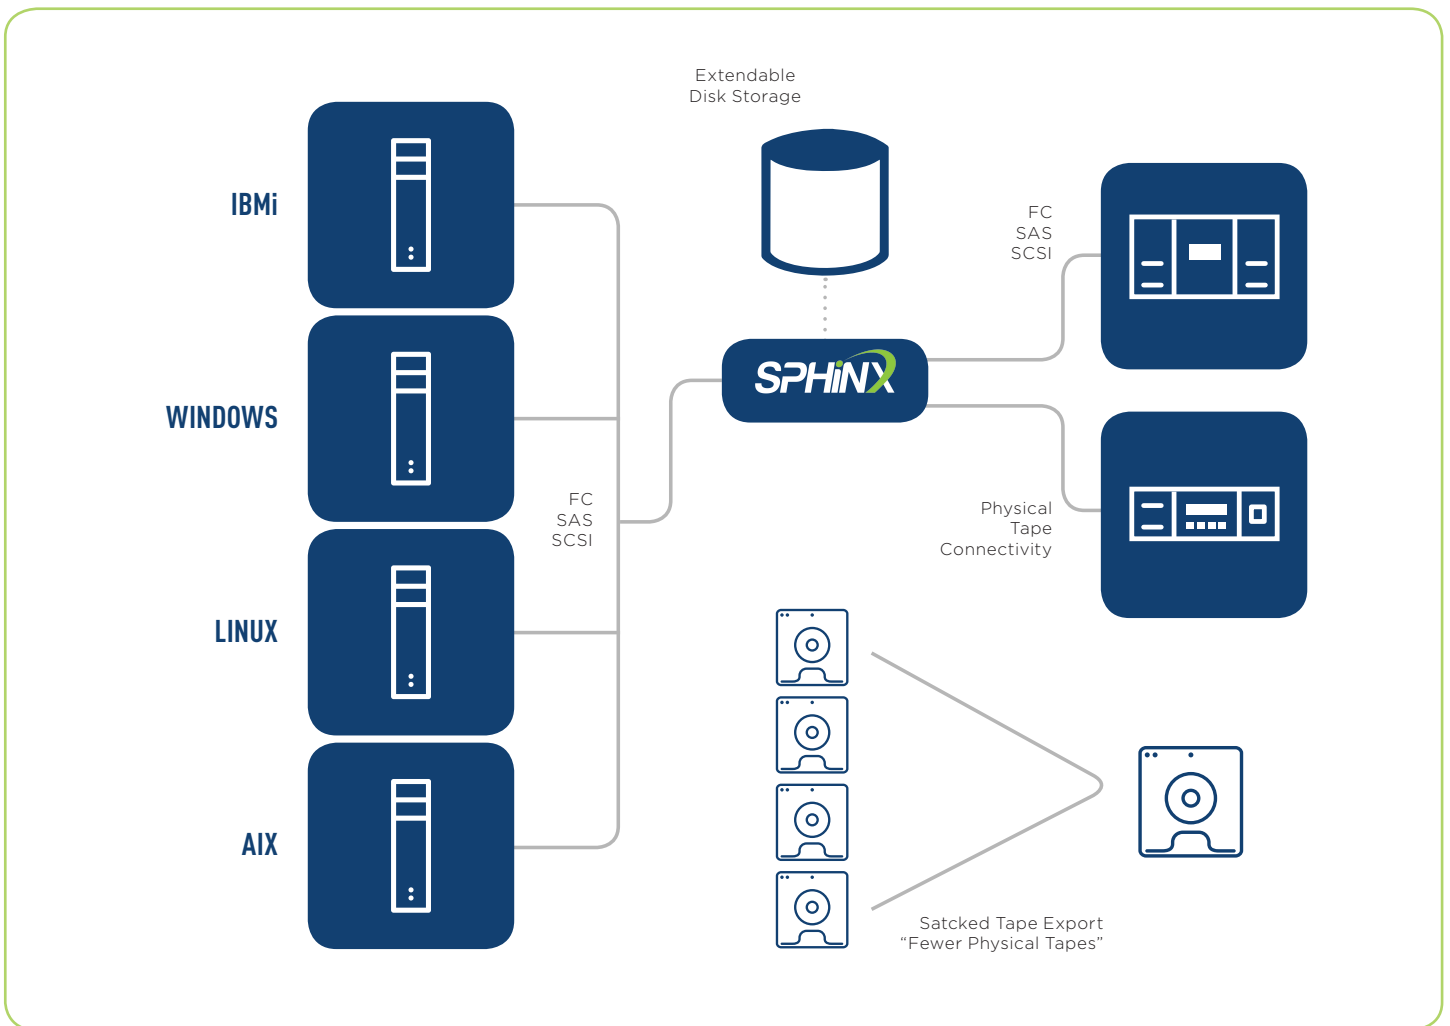 Extendable
Disk Storage
IBMi
FC
SAS
SCSI
SPHiNX
WINDOWS
FC
SAS
SCSI
Physical
Tape
Connectivity
LINUX
AIX
Satcked Tape Export
“Fewer Physical Tapes”